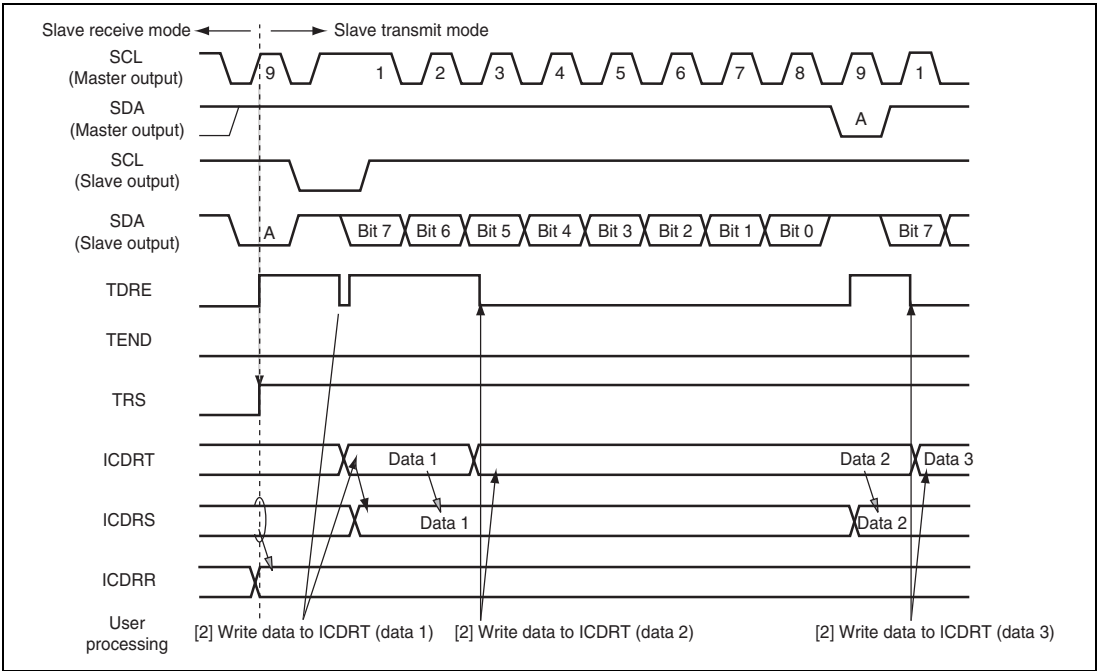 Slave receive mode Slave transmit mode
SCL
(Master output)
9 1 2 3 4 5 6 7 8 9 1
SDA
(Master output)
A
SCL
(Slave output)
SDA
(Slave output)
A Bit 7 Bit 6 Bit 5 Bit 4 Bit 3 Bit 2 Bit 1 Bit 0 Bit 7
TDRE
TEND
TRS
ICDRT
Data 1 Data 2 Data 3
ICDRS
Data 1 Data 2
ICDRR
User
processing
[2] Write data to ICDRT (data 1) [2] Write data to ICDRT (data 2) [2] Write data to ICDRT (data 3)